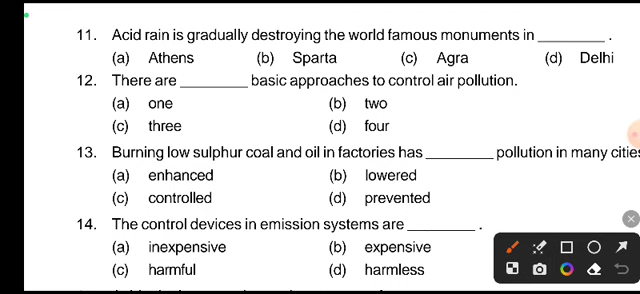 11. Acid rain is gradually destroying the world famous monuments in ________ .
(a) Athens (b) Sparta (c) Agra (d) Delhi
12. There are ________ basic approaches to control air pollution.
(a) one (b) two
(c) three (d) four
13. Burning low sulphur coal and oil in factories has ________ pollution in many cities
(a) enhanced (b) lowered
(c) controlled (d) prevented
14. The control devices in emission systems are ________ .
(a) inexpensive (b) expensive
(c) harmful (d) harmless